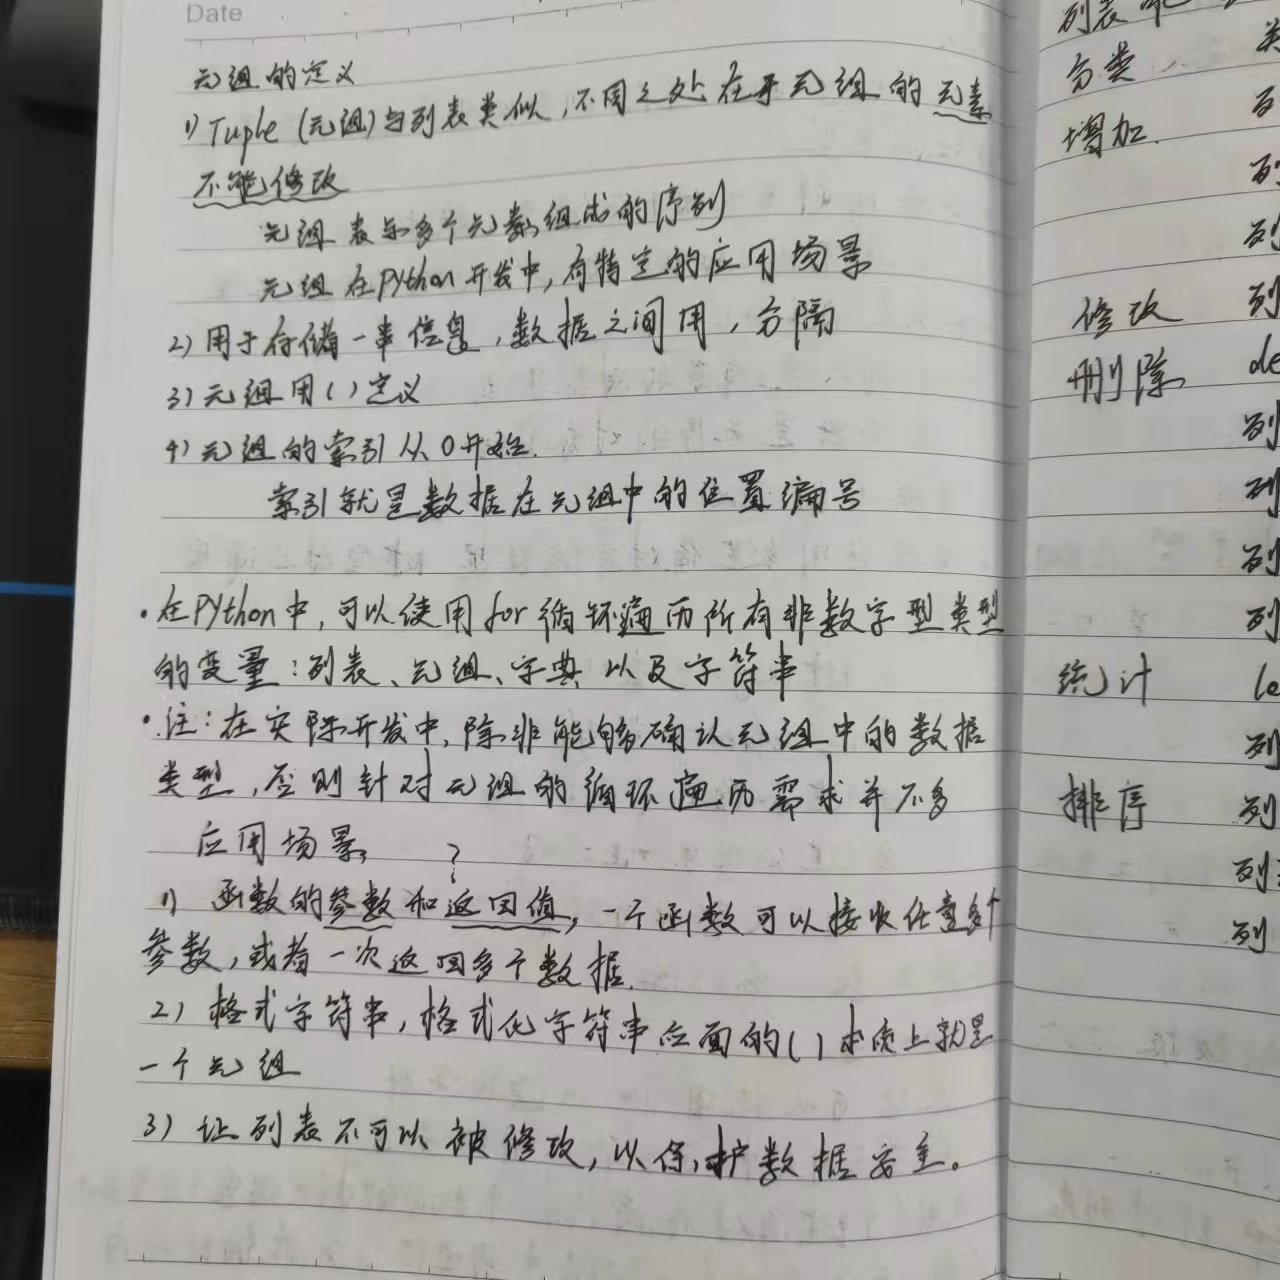 Date
元组的定义
1) Tuple (元组)与列表类似,不同之处在于元组的元素
不能修改
元组表示多个元素组成的序列
元组在Python开发中,有特定的应用场景
2) 用于存储一串信息,数据之间用,分隔
3) 元组用()定义
4) 元组的索引从0开始.
索引就是数据在元组中的位置编号
·在Python中,可以使用for循环遍历所有非数字型类型
的变量:列表、元组、字典以及字符串
·注:在实际开发中,除非能够确认元组中的数据
类型,否则针对元组的循环遍历需求并不多
应用场景
?
1) 函数的参数和返回值,一个函数可以接收任意多个
参数,或者一次返回多个数据.
2) 格式字符串,格式化字符串后面的()本质上就是
一个元组
3) 让列表不可以被修改,以保护数据安全。
列表
分类
增加
列
列
修改 列
删除 de
列
列
列
列
统计 le
列
排序 列
列
列